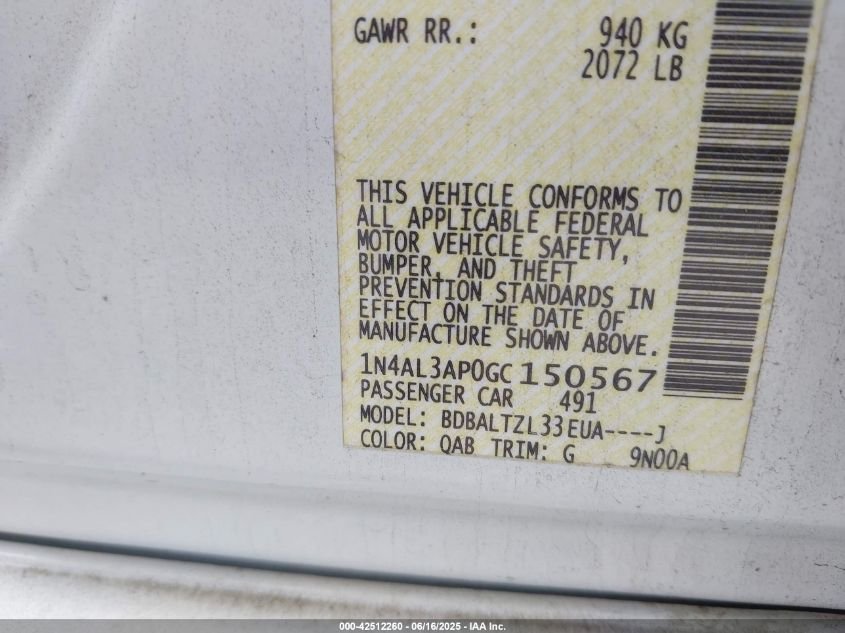 GAWR RR.: 940 KG
2072 LB
THIS VEHICLE CONFORMS TO
ALL APPLICABLE FEDERAL
MOTOR VEHICLE SAFETY,
BUMPER, AND THEFT
PREVENTION STANDARDS IN
EFFECT ON THE DATE OF
MANUFACTURE SHOWN ABOVE.
1N4AL3AP0GC150567
PASSENGER CAR 491
MODEL: BDBALTZL33EUA----J
COLOR: QAB TRIM: G 9N00A
000-42512260 - 06/16/2025 - IAA Inc.